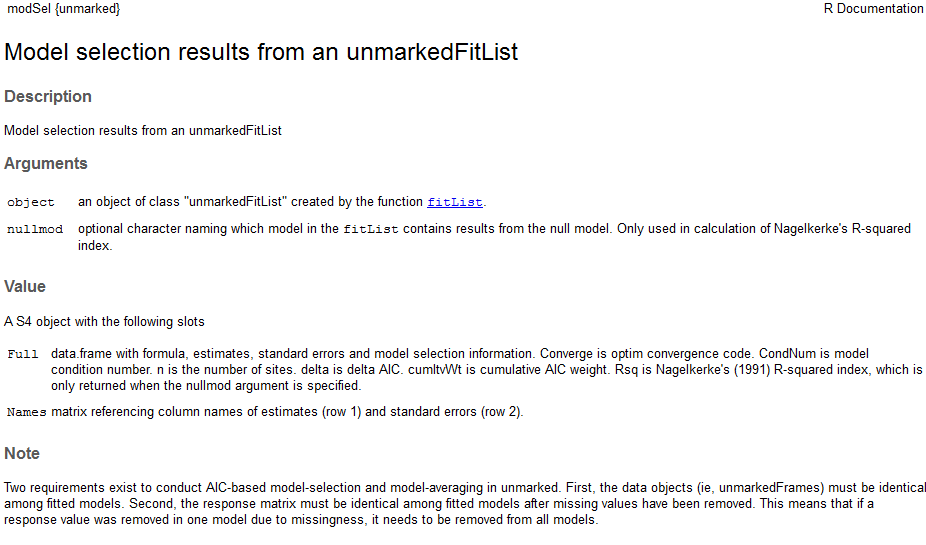 modSel {unmarked} R Documentation
Model selection results from an unmarkedFitList
Description
Model selection results from an unmarkedFitList
Arguments
object an object of class "unmarkedFitList" created by the function fitList.
nullmod optional character naming which model in the fitList contains results from the null model. Only used in calculation of Nagelkerke's R-squared
index.
Value
A S4 object with the following slots
Full data.frame with formula, estimates, standard errors and model selection information. Converge is optim convergence code. CondNum is model
condition number. n is the number of sites. delta is delta AIC. cumltvWt is cumulative AIC weight. Rsq is Nagelkerke's (1991) R-squared index, which is
only returned when the nullmod argument is specified.
Names matrix referencing column names of estimates (row 1) and standard errors (row 2).
Note
Two requirements exist to conduct AIC-based model-selection and model-averaging in unmarked. First, the data objects (ie, unmarkedFrames) must be identical
among fitted models. Second, the response matrix must be identical among fitted models after missing values have been removed. This means that if a
response value was removed in one model due to missingness, it needs to be removed from all models.